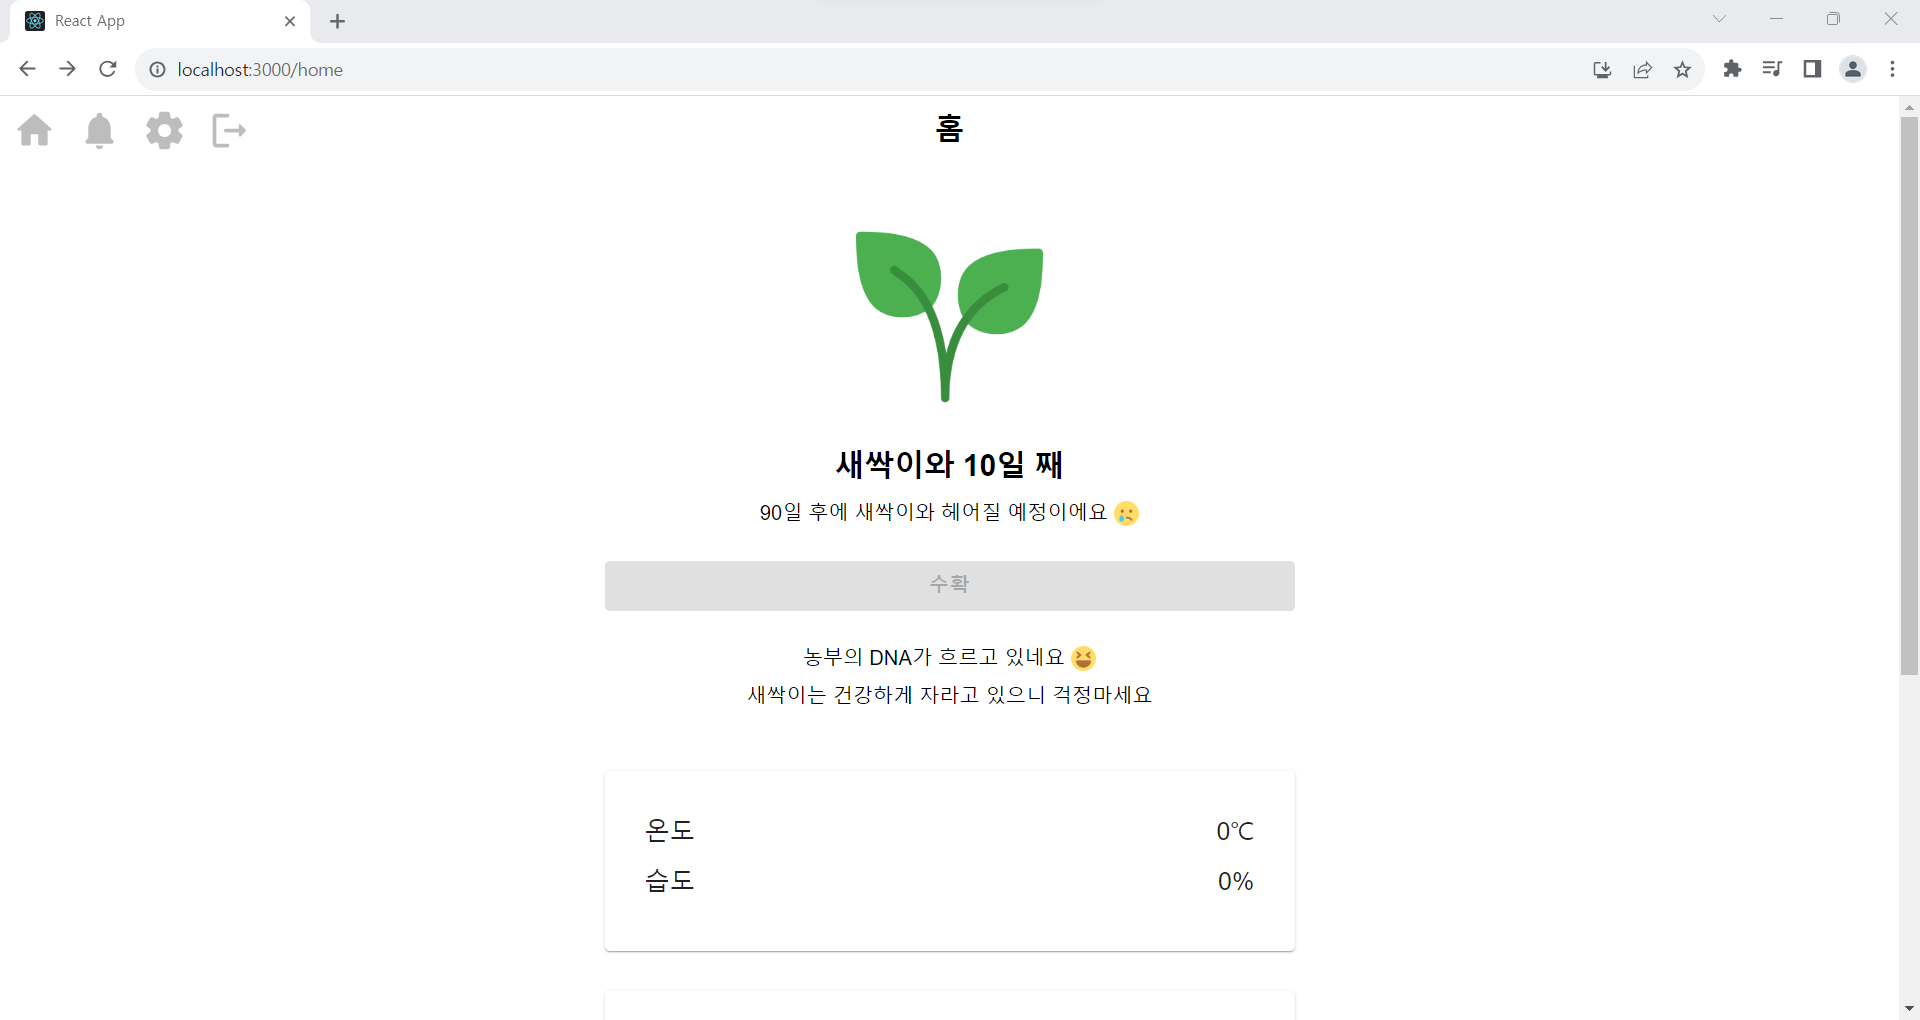 React App
localhost:3000/home
홈
새싹이와 10일 째
90일 후에 새싹이와 헤어질 예정이에요 😢
수확
농부의 DNA가 흐르고 있네요 😆
새싹이는 건강하게 자라고 있으니 걱정마세요
온도 0℃
습도 0%